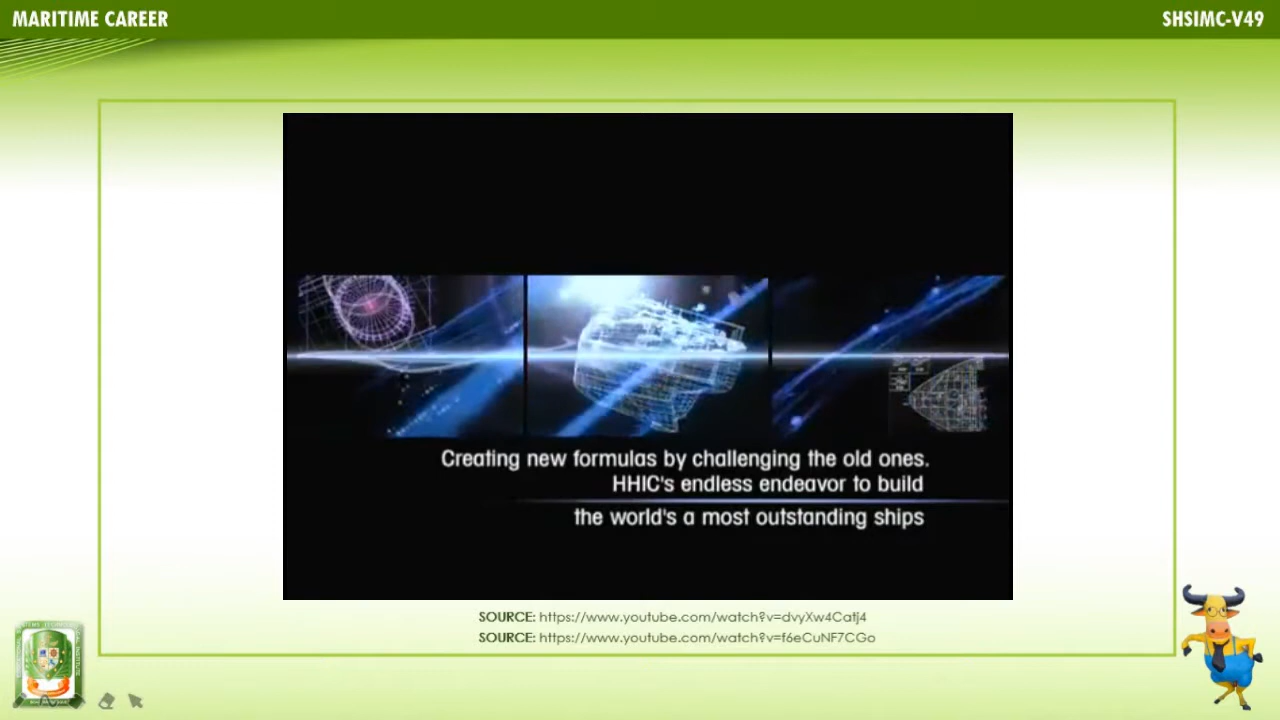 MARITIME CAREER
SHSIMC-V49
Creating new formulas by challenging the old ones.
HHIC's endless endeavor to build
the world's a most outstanding ships
SOURCE: https://www.youtube.com/watch?v=dvyXw4Catj4
SOURCE: https://www.youtube.com/watch?v=f6eCuNF7CGo